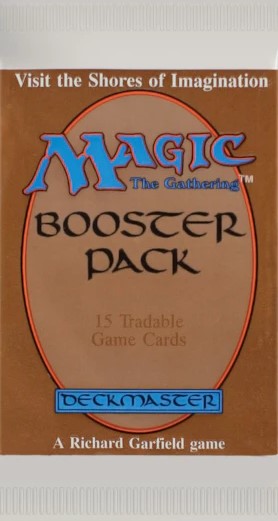 Visit the Shores of Imagination
MAGIC
The Gathering™
BOOSTER
PACK
15 Tradable
Game Cards
DECKMASTER
A Richard Garfield game